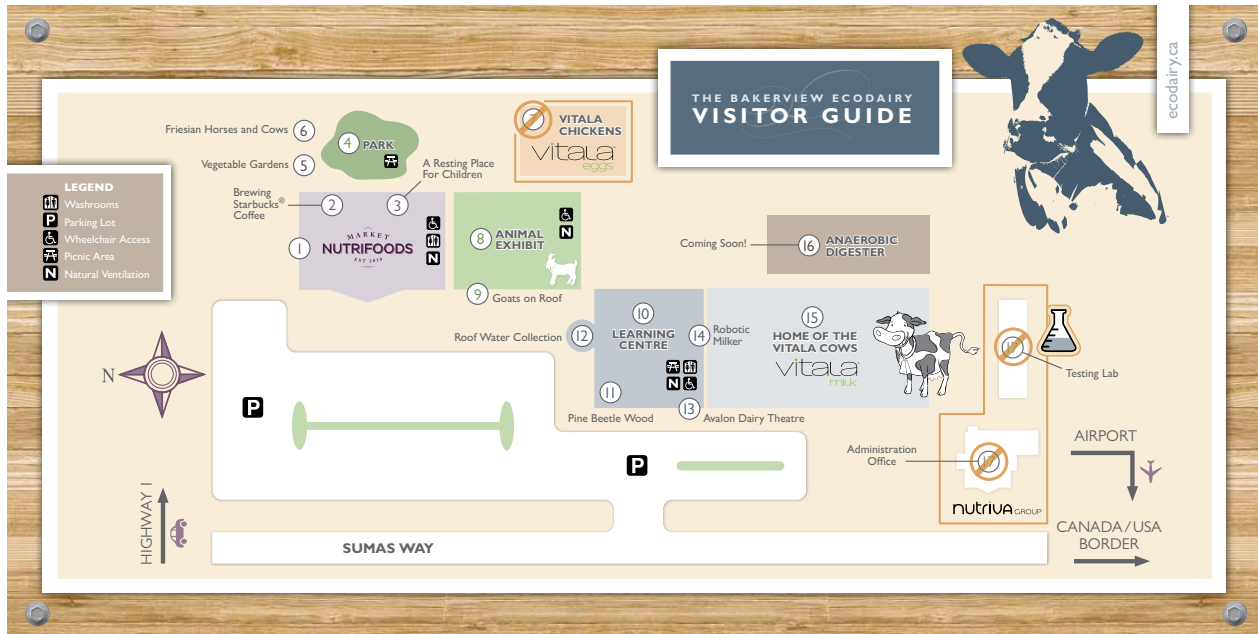 THE BAKERVIEW ECODAIRY
VISITOR GUIDE
ecodairy.ca
Friesian Horses and Cows
6
4
PARK
Vegetable Gardens
5
A Resting Place
For Children
VITALA
CHICKENS
vitala
eggs
LEGEND
Washrooms
P
Parking Lot
Wheelchair Access
Picnic Area
N
Natural Ventilation
Brewing
Starbucks®
Coffee
2
3
1
MARKET
NUTRIFOODS
EST 2010
N
8
ANIMAL
EXHIBIT
N
9
Goats on Roof
Coming Soon!
16
ANAEROBIC
DIGESTER
10
LEARNING
CENTRE
N
11
Pine Beetle Wood
Roof Water Collection
12
13
Avalon Dairy Theatre
14
Robotic
Milker
15
HOME OF THE
VITALA COWS
vitala
milk
Testing Lab
Administration
Office
17
nutriva GROUP
N
P
P
HIGHWAY 1
SUMAS WAY
AIRPORT
CANADA/USA
BORDER